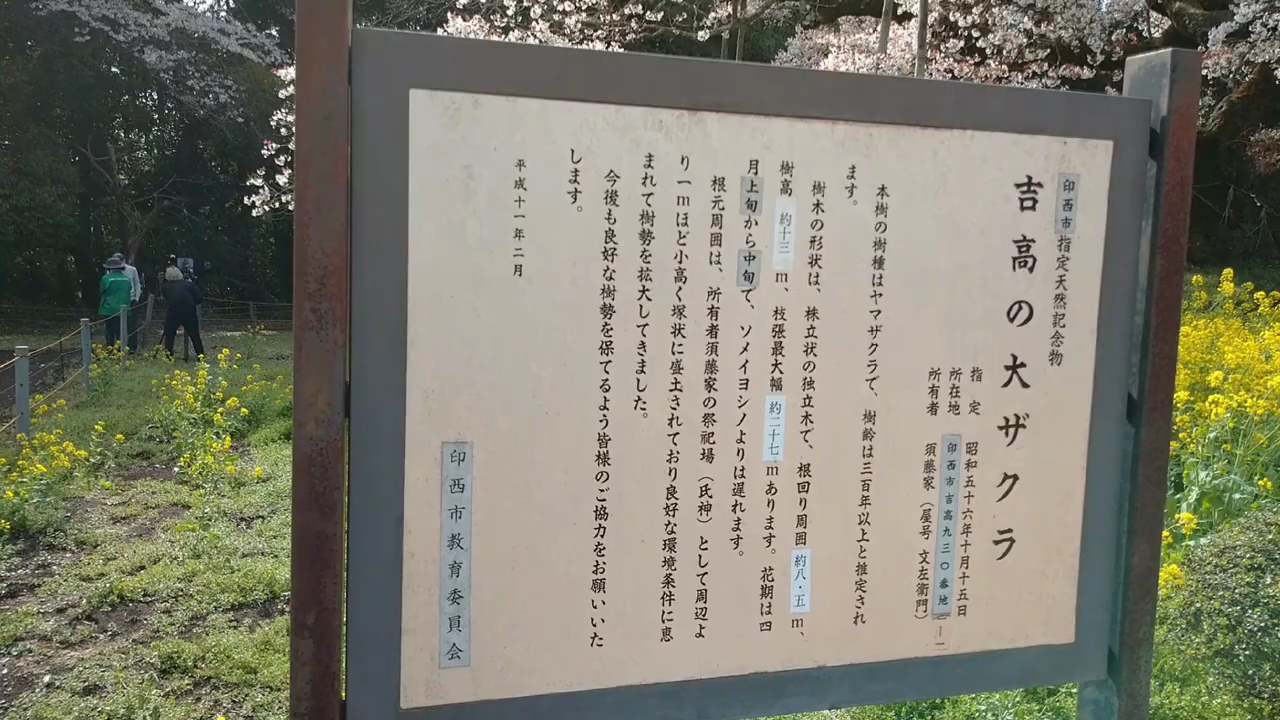 印西市指定天然記念物
吉高の大ザクラ
指定 昭和五十六年十月十五日
所在地 印西市吉高九三〇番地
所有者 須藤家(屋号 文左衛門)
本樹の樹種はヤマザクラで、樹齢は三百年以上と推定され
ます。
樹木の形状は、株立状の独立木で、根回り周囲約八・五m、
樹高約十三m、枝張最大幅約二十七mあります。花期は四
月上旬から中旬で、ソメイヨシノよりは遅れます。
根元周囲は、所有者須藤家の祭祀場(氏神)として周辺よ
り一mほど小高く塚状に盛土されており良好な環境条件に恵
まれて樹勢を拡大してきました。
今後も良好な樹勢を保てるよう皆様のご協力をお願いいた
します。
平成十一年二月
印西市教育委員会